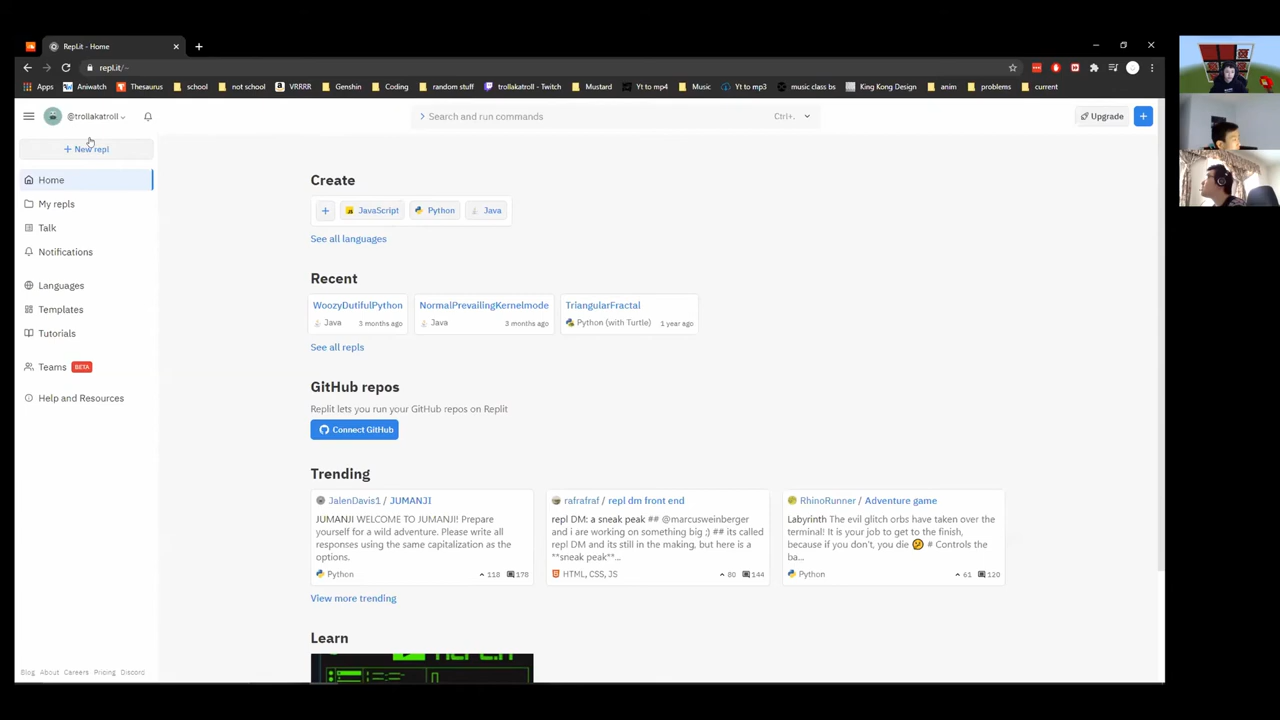 Repl.it - Home
repl.it/~
Apps Aniwatch Thesaurus school not school VRRRR Genshin Coding random stuff trollakatroll - Twitch Mustard Yt to mp4 Music Yt to mp3 music class bs King Kong Design anim problems current
@trollakatroll
Search and run commands Ctrl+.
Upgrade
+ New repl
Home
My repls
Talk
Notifications
Languages
Templates
Tutorials
Teams BETA
Help and Resources
Blog About Careers Pricing Discord
Create
+ JavaScript Python Java
See all languages
Recent
WoozyDutifulPython
Java 3 months ago
NormalPrevailingKernelmode
Java 3 months ago
TriangularFractal
Python (with Turtle) 1 year ago
See all repls
GitHub repos
Replit lets you run your GitHub repos on Replit
Connect GitHub
Trending
JalenDavis1 / JUMANJI
JUMANJI WELCOME TO JUMANJI! Prepare
yourself for a wild adventure. Please write all
responses using the same capitalization as the
options.
Python 118 178
rafrafraf / repl dm front end
repl DM: a sneak peak ## @marcusweinberger
and i are working on something big ;) ## its called
repl DM and its still in the making, but here is a
**sneak peak**...
HTML, CSS, JS 80 144
RhinoRunner / Adventure game
Labyrinth The evil glitch orbs have taken over the
terminal! It is your job to get to the finish,
because if you don't, you die 😕 # Controls the
ba...
Python 61 120
View more trending
Learn
REPL.IT